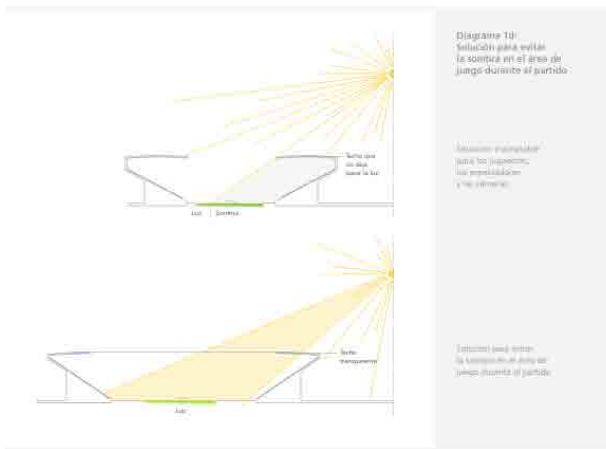 Diagrama 1d:
Solución para evitar
la sombra en el área de
juego durante el partido
Situación inaceptable
para los jugadores,
los espectadores
y las cámaras
Techo que
no deja
pasar la luz
Luz
Sombra
Solución para evitar
la sombra en el área de
juego durante el partido
Techo
transparente
Luz